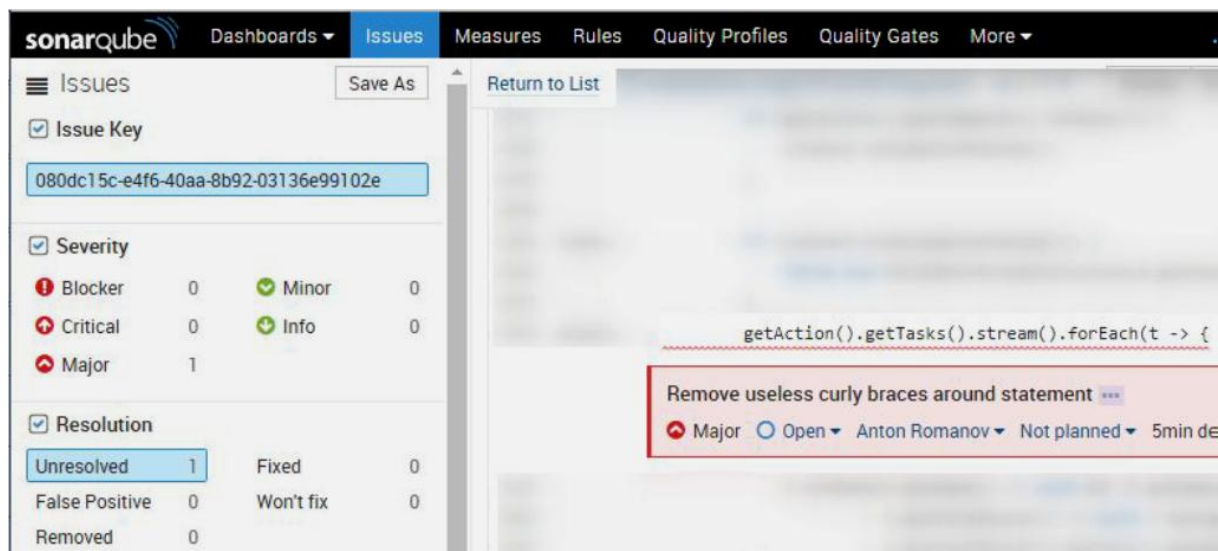 sonarqube Dashboards Issues Measures Rules Quality Profiles Quality Gates More
Issues Save As
Return to List
Issue Key
080dc15c-e4f6-40aa-8b92-03136e99102e
Severity
Blocker 0 Minor 0
Critical 0 Info 0
Major 1
getAction().getTasks().stream().forEach(t -> {
Remove useless curly braces around statement ...
Major Open Anton Romanov Not planned 5min de
Resolution
Unresolved 1 Fixed 0
False Positive 0 Won't fix 0
Removed 0